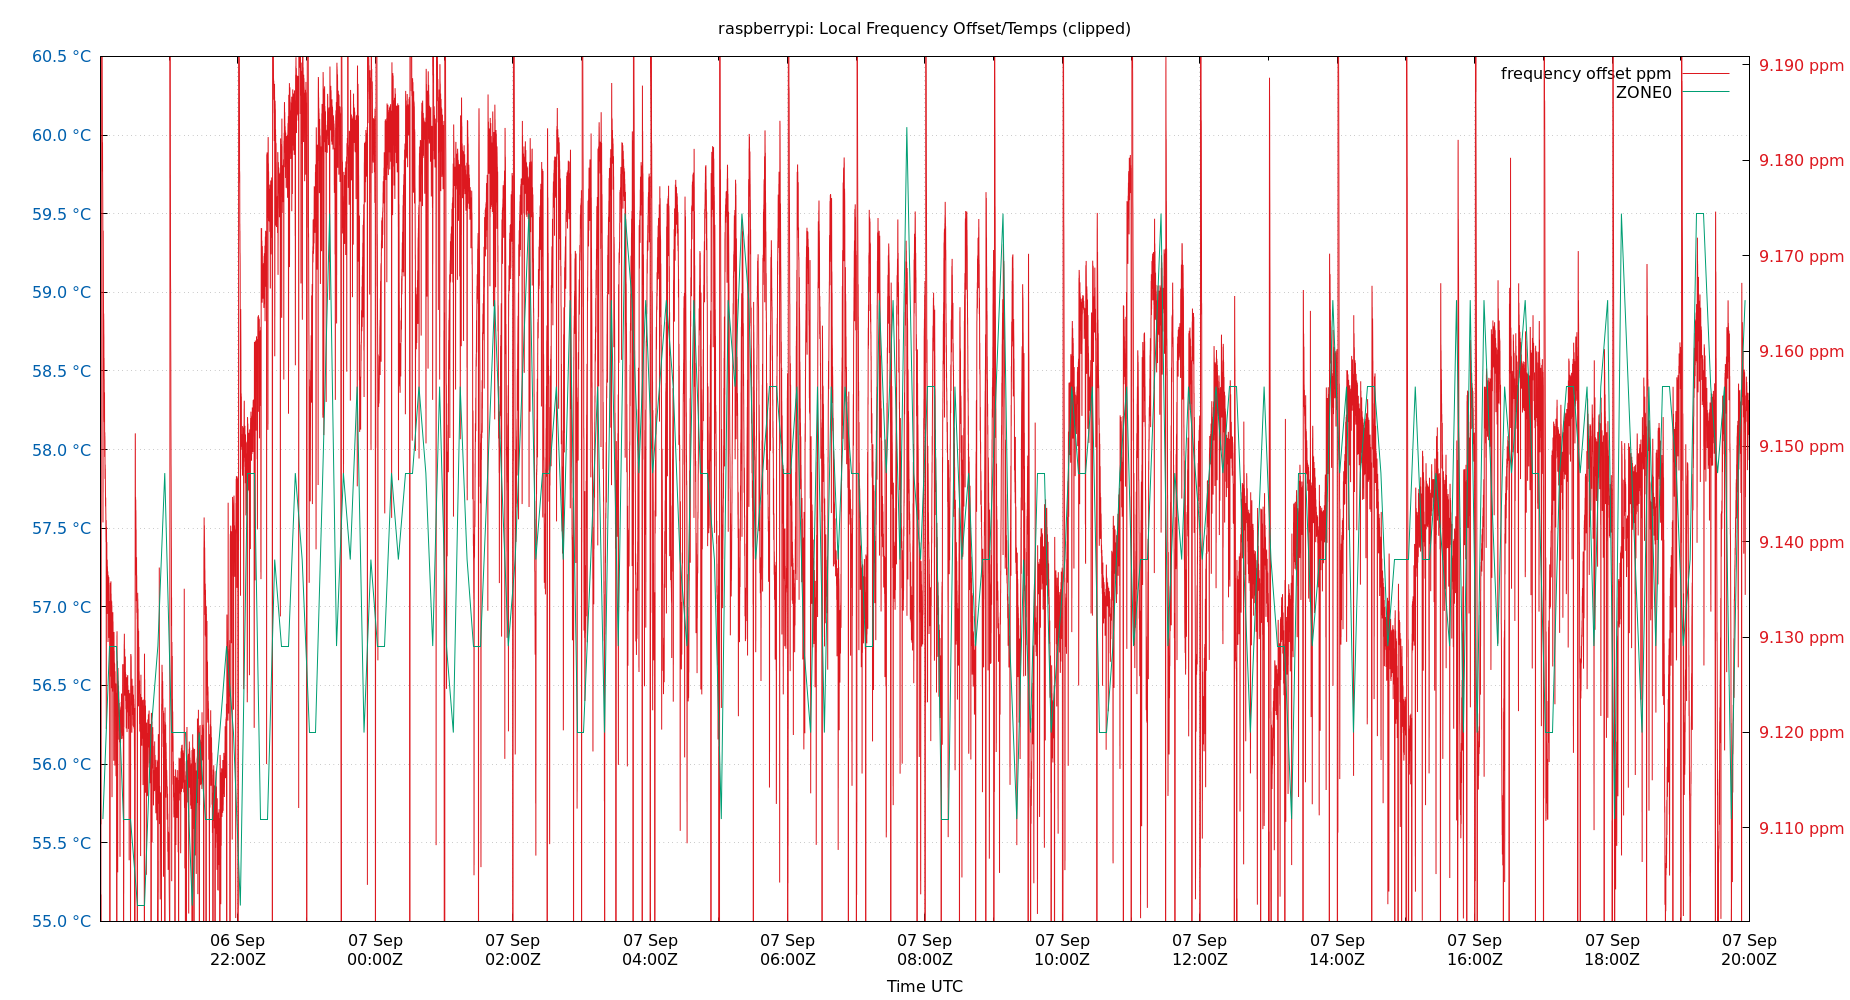 raspberrypi: Local Frequency Offset/Temps (clipped)
frequency offset ppm
ZONE0
60.5 °C
60.0 °C
59.5 °C
59.0 °C
58.5 °C
58.0 °C
57.5 °C
57.0 °C
56.5 °C
56.0 °C
55.5 °C
55.0 °C
9.190 ppm
9.180 ppm
9.170 ppm
9.160 ppm
9.150 ppm
9.140 ppm
9.130 ppm
9.120 ppm
9.110 ppm
06 Sep
22:00Z
07 Sep
00:00Z
07 Sep
02:00Z
07 Sep
04:00Z
07 Sep
06:00Z
07 Sep
08:00Z
07 Sep
10:00Z
07 Sep
12:00Z
07 Sep
14:00Z
07 Sep
16:00Z
07 Sep
18:00Z
07 Sep
20:00Z
Time UTC